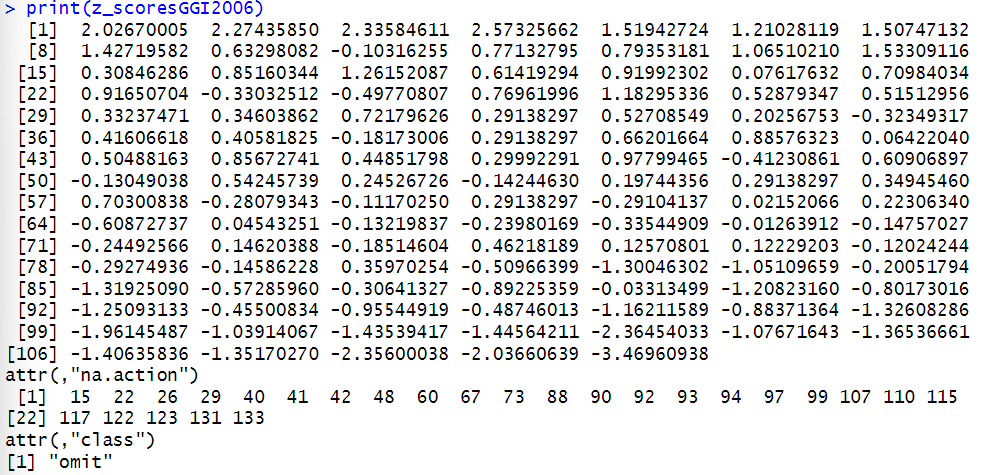 > print(z_scoresGGI2006)
[1] 2.02670005 2.27435850 2.33584611 2.57325662 1.51942724 1.21028119 1.50747132
[8] 1.42719582 0.63298082 -0.10316255 0.77132795 0.79353181 1.06510210 1.53309116
[15] 0.30846286 0.85160344 1.26152087 0.61419294 0.91992302 0.07617632 0.70984034
[22] 0.91650704 -0.33032512 -0.49770807 0.76961996 1.18295336 0.52879347 0.51512956
[29] 0.33237471 0.34603862 0.72179626 0.29138297 0.52708549 0.20256753 -0.32349317
[36] 0.41606618 0.40581825 -0.18173006 0.29138297 0.66201664 0.88576323 0.06422040
[43] 0.50488163 0.85672741 0.44851798 0.29992291 0.97799465 -0.41230861 0.60906897
[50] -0.13049038 0.54245739 0.24526726 -0.14244630 0.19744356 0.29138297 0.34945460
[57] 0.70300838 -0.28079343 -0.11170250 0.29138297 -0.29104137 0.02152066 0.22306340
[64] -0.60872737 0.04543251 -0.13219837 -0.23980169 -0.33544909 -0.01263912 -0.14757027
[71] -0.24492566 0.14620388 -0.18514604 0.46218189 0.12570801 0.12229203 -0.12024244
[78] -0.29274936 -0.14586228 0.35970254 -0.50966399 -1.30046302 -1.05109659 -0.20051794
[85] -1.31925090 -0.57285960 -0.30641327 -0.89225359 -0.03313499 -1.20823160 -0.80173016
[92] -1.25093133 -0.45500834 -0.95544919 -0.48746013 -1.16211589 -0.88371364 -1.32608286
[99] -1.96145487 -1.03914067 -1.43539417 -1.44564211 -2.36454033 -1.07671643 -1.36536661
[106] -1.40635836 -1.35170270 -2.35600038 -2.03660639 -3.46960938
attr(,"na.action")
[1] 15 22 26 29 40 41 42 48 60 67 73 88 90 92 93 94 97 99 107 110 115
[22] 117 122 123 131 133
attr(,"class")
[1] "omit"